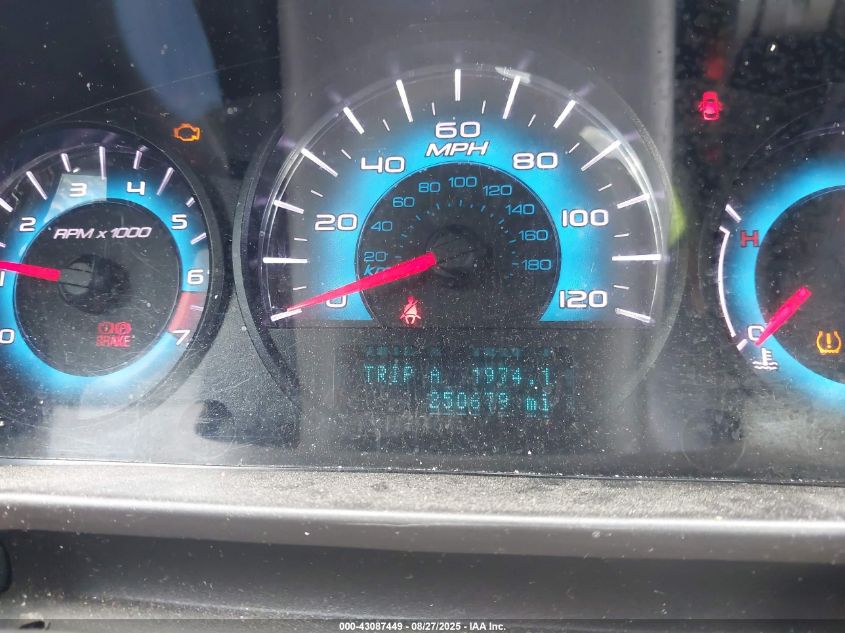 0 1 2 3 4 5 6 7
RPM x 1000
BRAKE
0 20 40 60 80 100 120
MPH
20 40 60 80 100 120 140 160 180
km
TRIP A 1974.1
250679 mi
H
000-43087449 - 08/27/2025 - IAA Inc.